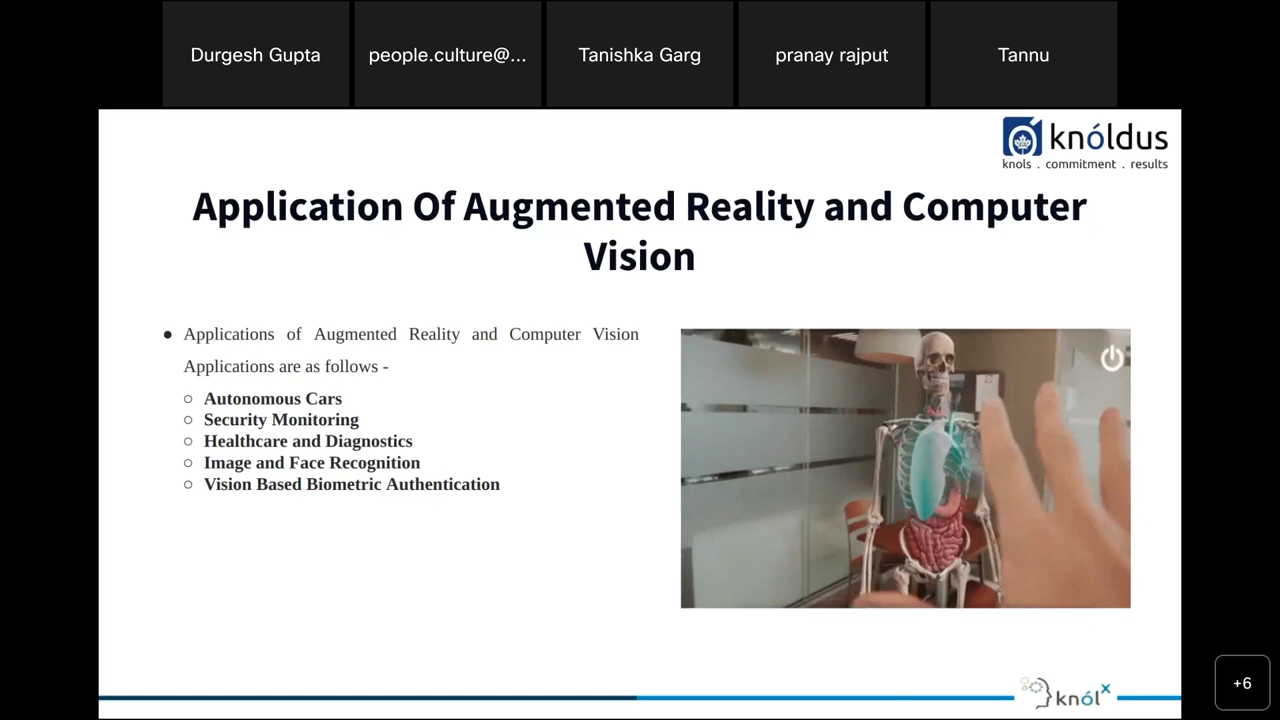 Durgesh Gupta
people.culture@...
Tanishka Garg
pranay rajput
Tannu
knóldus
knols . commitment . results
Application Of Augmented Reality and Computer
Vision
● Applications of Augmented Reality and Computer Vision
Applications are as follows -
○ Autonomous Cars
○ Security Monitoring
○ Healthcare and Diagnostics
○ Image and Face Recognition
○ Vision Based Biometric Authentication
knólx
+6